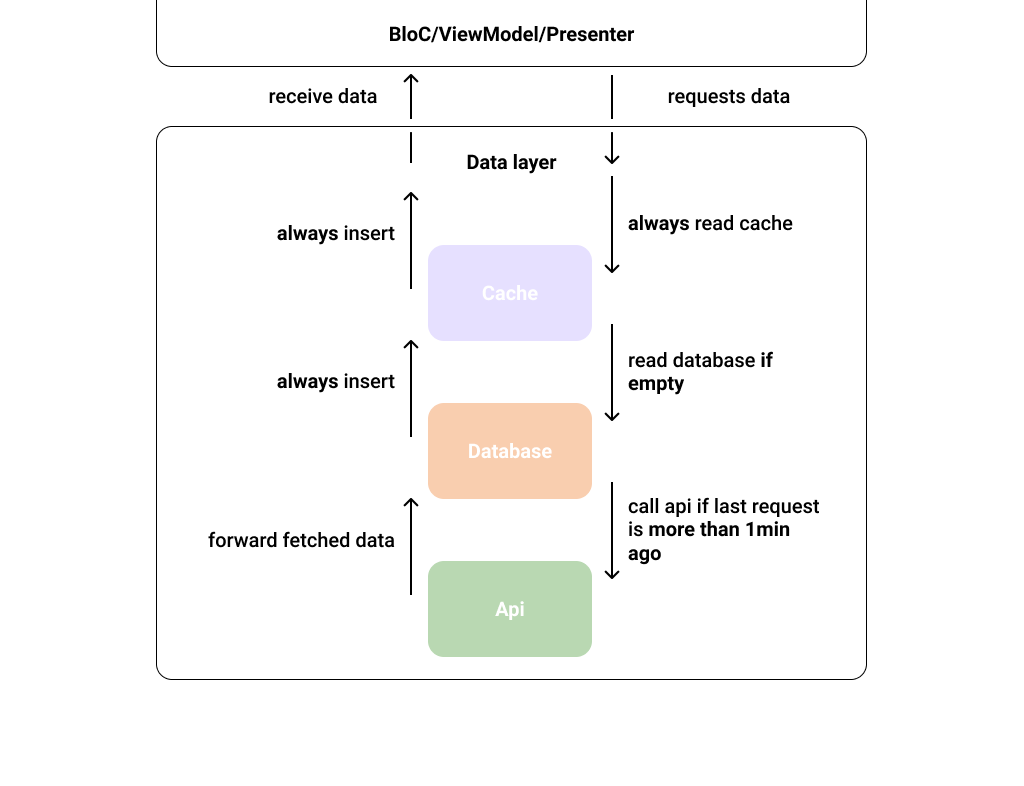 BloC/ViewModel/Presenter
receive data
requests data
Data layer
always insert
always read cache
Cache
always insert
read database if
empty
Database
forward fetched data
call api if last request
is more than 1min
ago
Api